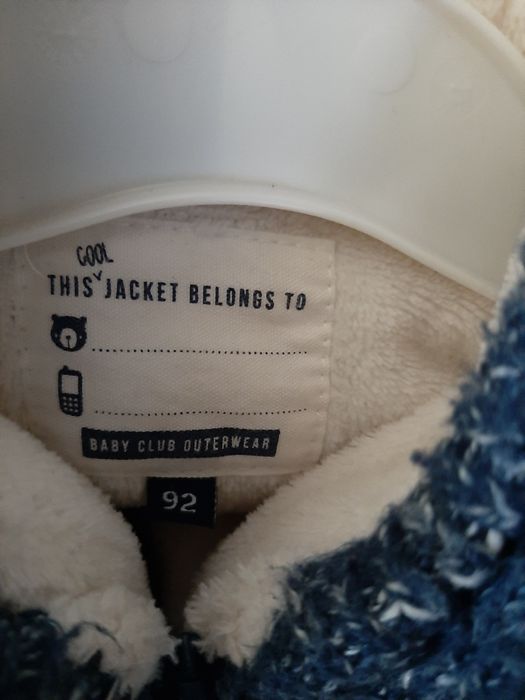 COOL
THIS JACKET BELONGS TO
BABY CLUB OUTERWEAR
92